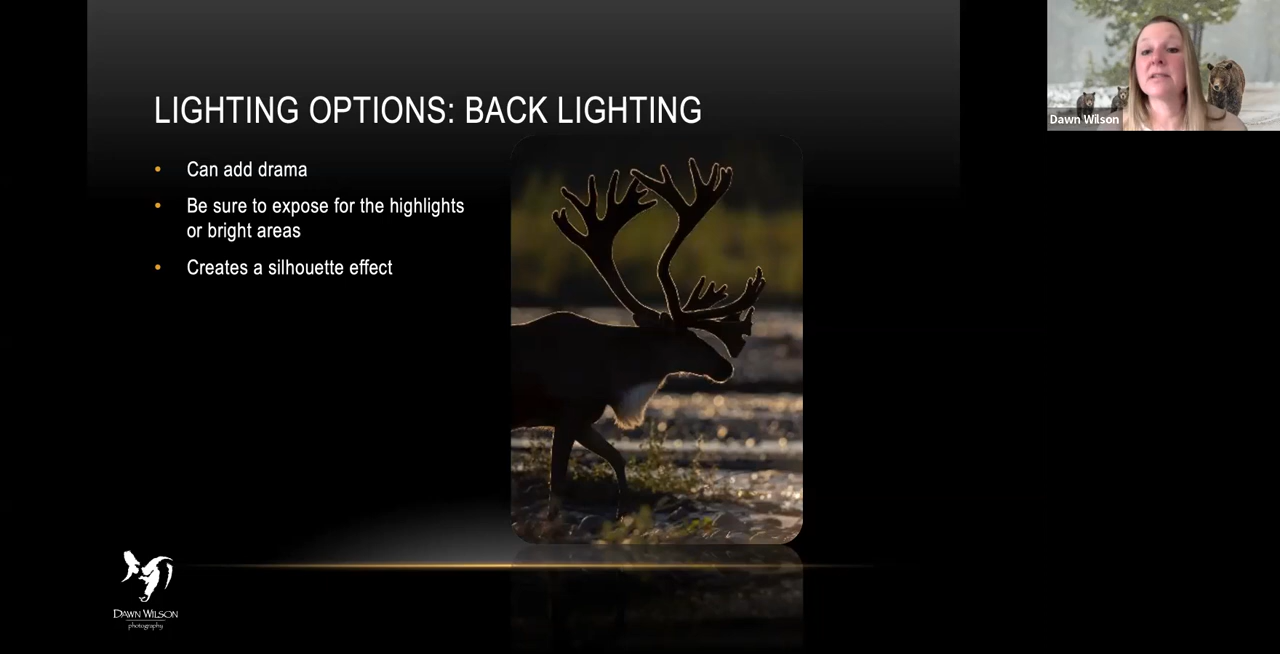 LIGHTING OPTIONS: BACK LIGHTING
• Can add drama
• Be sure to expose for the highlights
or bright areas
• Creates a silhouette effect
Dawn Wilson
DAWN WILSON
photography